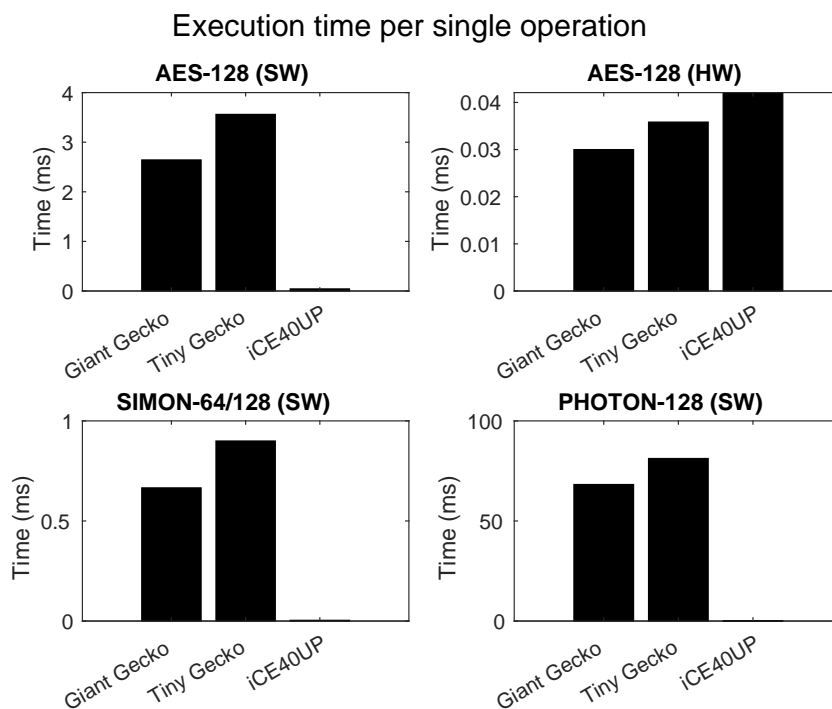 Execution time per single operation
AES-128 (SW)
Time (ms)
4
3
2
1
0
Giant Gecko
Tiny Gecko
iCE40UP
AES-128 (HW)
Time (ms)
0.04
0.03
0.02
0.01
0
Giant Gecko
Tiny Gecko
iCE40UP
SIMON-64/128 (SW)
Time (ms)
1
0.5
0
Giant Gecko
Tiny Gecko
iCE40UP
PHOTON-128 (SW)
Time (ms)
100
50
0
Giant Gecko
Tiny Gecko
iCE40UP